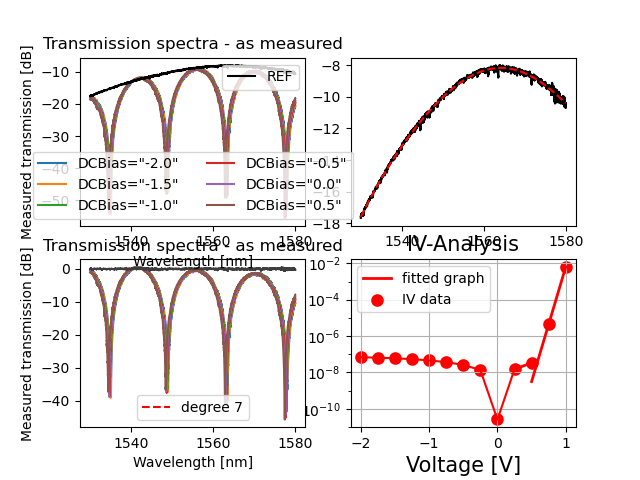 Transmission spectra - as measured
Measured transmission [dB]
−10
−20
−30
−40
−50
REF
DCBias="-2.0"
DCBias="-1.5"
DCBias="-1.0"
DCBias="-0.5"
DCBias="0.0"
DCBias="0.5"
1540
1560
1580
Wavelength [nm]
−8
−10
−12
−16
−18
1540
1560
1580
Transmission spectra - as measured
Measured transmission [dB]
0
−10
−20
−30
−40
degree 7
1540
1560
1580
Wavelength [nm]
IV-Analysis
10⁻²
10⁻⁴
10⁻⁶
10⁻⁸
10⁻¹⁰
fitted graph
IV data
−2
−1
0
1
Voltage [V]